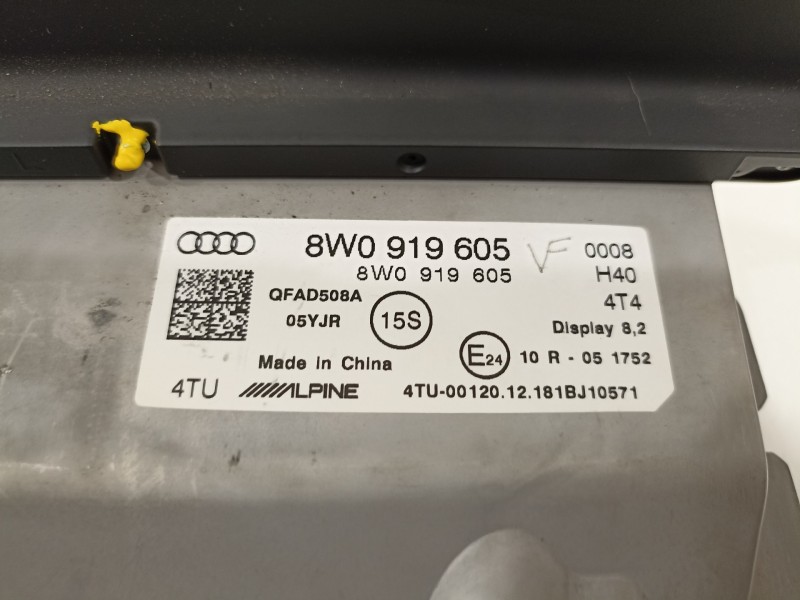 8W0 919 605 VF 0008
8W0 919 605 H40
QFAD508A 4T4
05YJR 15S Display 8,2
E24 10 R - 05 1752
Made in China
4TU ALPINE 4TU-00120.12.181BJ10571